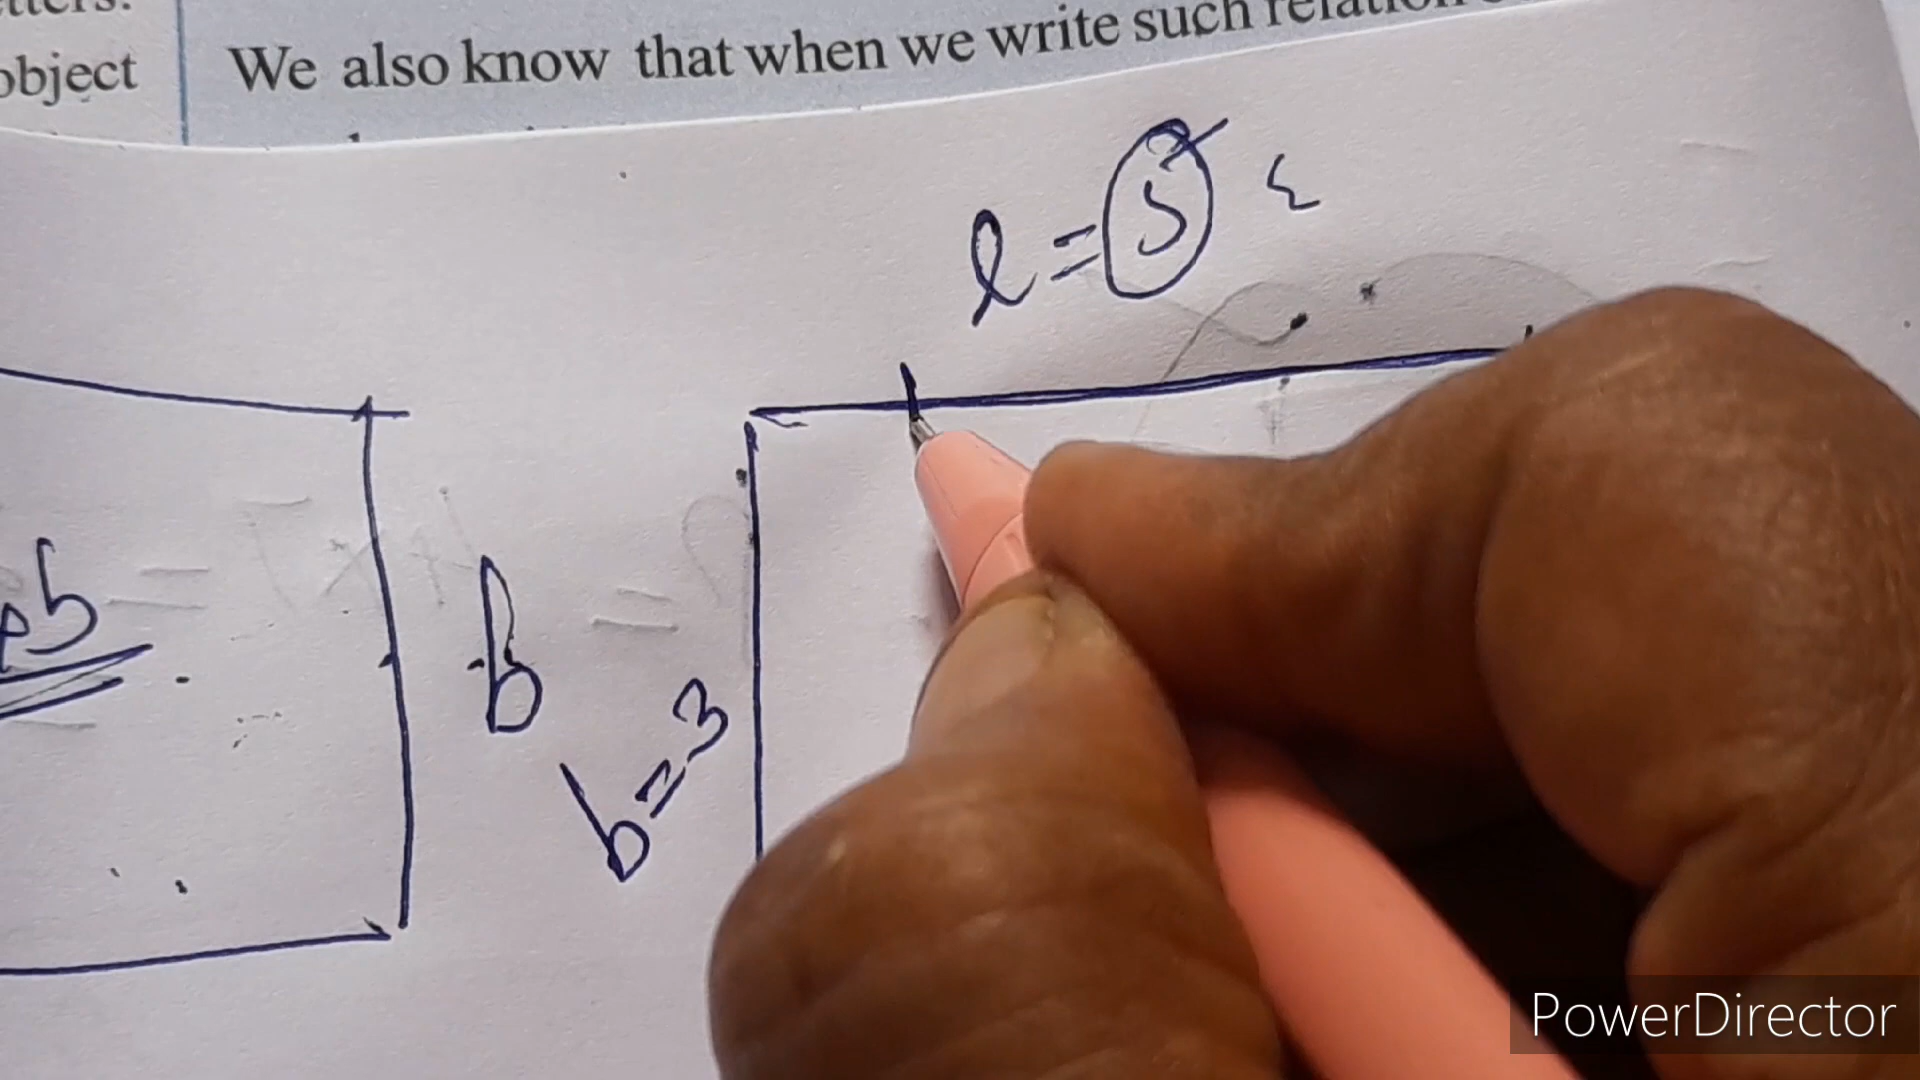 object
We also know that when we write such
l = 5
b
b = 3
PowerDirector